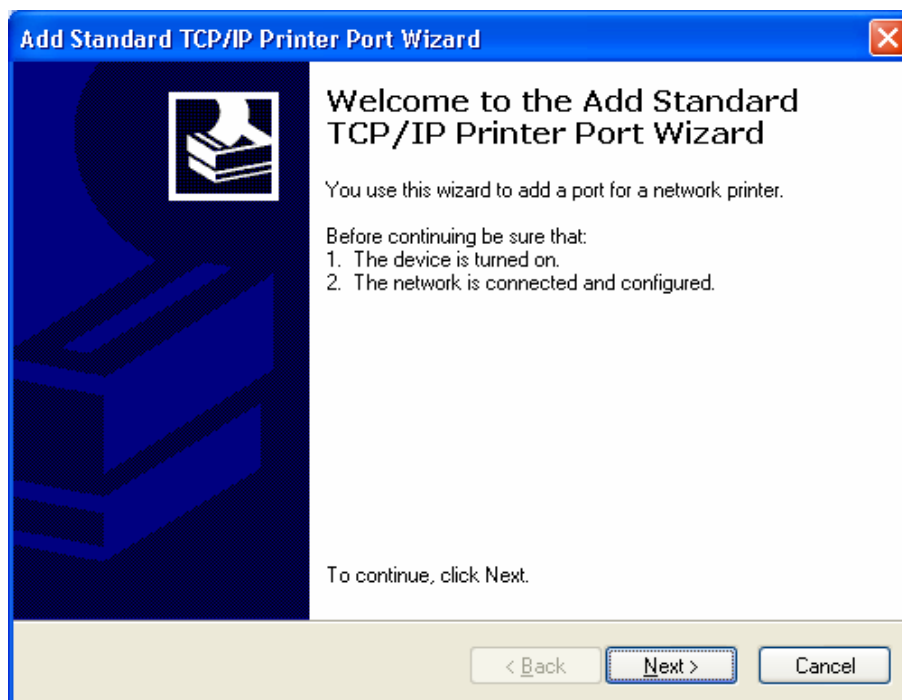 Add Standard TCP/IP Printer Port Wizard
Welcome to the Add Standard
TCP/IP Printer Port Wizard
You use this wizard to add a port for a network printer.
Before continuing be sure that:
1. The device is turned on.
2. The network is connected and configured.
To continue, click Next.
< Back
Next >
Cancel